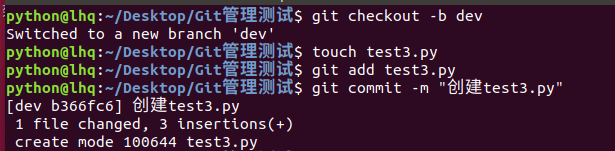 python@lhq:~/Desktop/Git管理测试$ git checkout -b dev
Switched to a new branch 'dev'
python@lhq:~/Desktop/Git管理测试$ touch test3.py
python@lhq:~/Desktop/Git管理测试$ git add test3.py
python@lhq:~/Desktop/Git管理测试$ git commit -m "创建test3.py"
[dev b366fc6] 创建test3.py
 1 file changed, 3 insertions(+)
 create mode 100644 test3.py